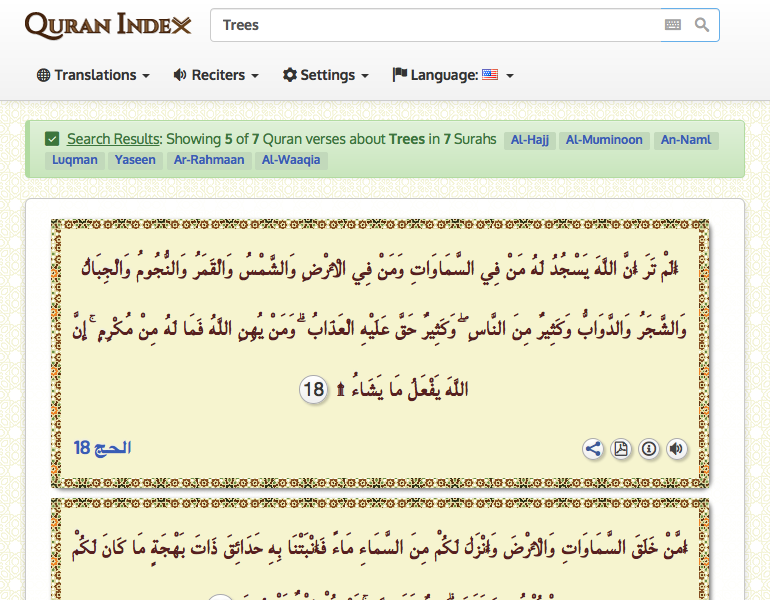 QURAN INDEX
Trees
Translations Reciters Settings Language:
Search Results: Showing 5 of 7 Quran verses about Trees in 7 Surahs Al-Hajj Al-Muminoon An-Naml
Luqman Yaseen Ar-Rahmaan Al-Waaqia
أَلَمْ تَرَ أَنَّ اللَّهَ يَسْجُدُ لَهُ مَنْ فِي السَّمَاوَاتِ وَمَنْ فِي الْأَرْضِ وَالشَّمْسُ وَالْقَمَرُ وَالنُّجُومُ وَالْجِبَالُ
وَالشَّجَرُ وَالدَّوَابُّ وَكَثِيرٌ مِنَ النَّاسِ ۖ وَكَثِيرٌ حَقَّ عَلَيْهِ الْعَذَابُ ۗ وَمَنْ يُهِنِ اللَّهُ فَمَا لَهُ مِنْ مُكْرِمٍ ۚ إِنَّ
اللَّهَ يَفْعَلُ مَا يَشَاءُ ۩ 18
الحج 18
أَمَّنْ خَلَقَ السَّمَاوَاتِ وَالْأَرْضَ وَأَنْزَلَ لَكُمْ مِنَ السَّمَاءِ مَاءً فَأَنْبَتْنَا بِهِ حَدَائِقَ ذَاتَ بَهْجَةٍ مَا كَانَ لَكُمْ